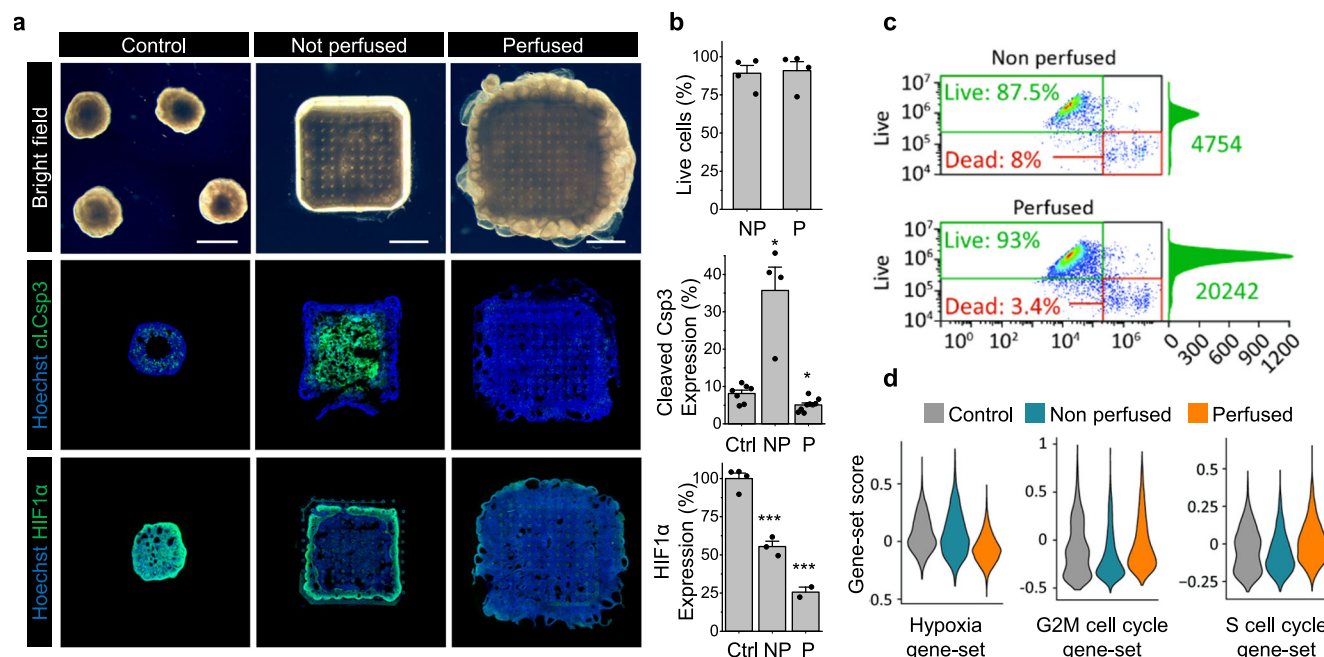 a
Control
Not perfused
Perfused
Bright field
Hoechst cl.Csp3
Hoechst HIF1α
b
Live cells (%)
100
75
50
25
0
NP P
Cleaved Csp3
Expression (%)
40
30
20
10
0
*
*
Ctrl NP P
HIF1α
Expression (%)
100
75
50
25
0
***
***
Ctrl NP P
c
Non perfused
Live
10⁷
10⁶
10⁵
10⁴
Live: 87.5%
Dead: 8%
4754
Perfused
Live
10⁷
10⁶
10⁵
10⁴
Live: 93%
Dead: 3.4%
20242
10⁰ 10² 10⁴ 10⁶
0 300 600 900 1200
d
Control Non perfused Perfused
Gene-set score
0.5
0
0.5
Hypoxia
gene-set
1
0.5
0
-0.5
G2M cell cycle
gene-set
0.50
0.25
0
−0.25
S cell cycle
gene-set